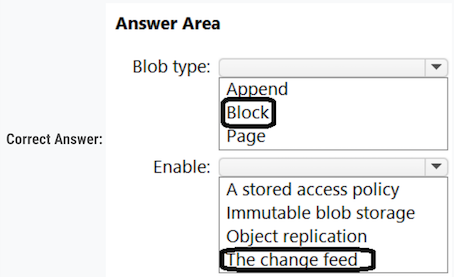 Answer Area
Blob type:
Append
Block
Page
Correct Answer:
Enable:
A stored access policy
Immutable blob storage
Object replication
The change feed